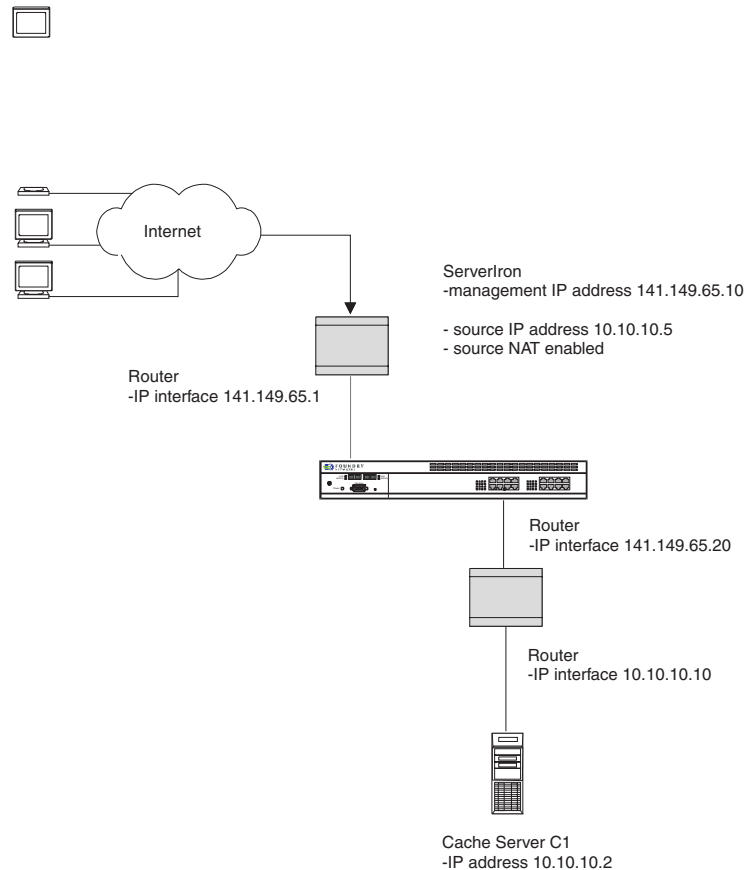 Internet
ServerIron
-management IP address 141.149.65.10
- source IP address 10.10.10.5
- source NAT enabled
Router
-IP interface 141.149.65.1
FOUNDRY
NETWORKS
Router
-IP interface 141.149.65.20
Router
-IP interface 10.10.10.10
Cache Server C1
-IP address 10.10.10.2